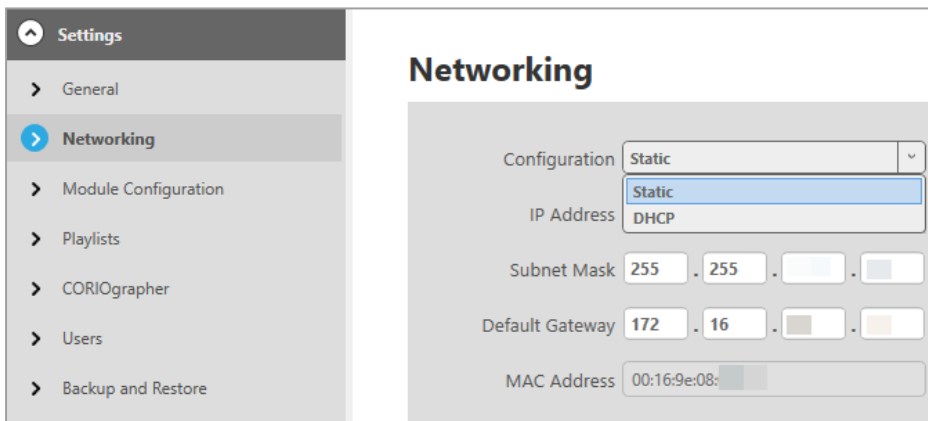 Settings
General
Networking
Module Configuration
Playlists
CORIOgrapher
Users
Backup and Restore
Networking
Configuration Static
Static
IP Address DHCP
Subnet Mask 255 . 255 . .
Default Gateway 172 . 16 . .
MAC Address 00:16:9e:08: